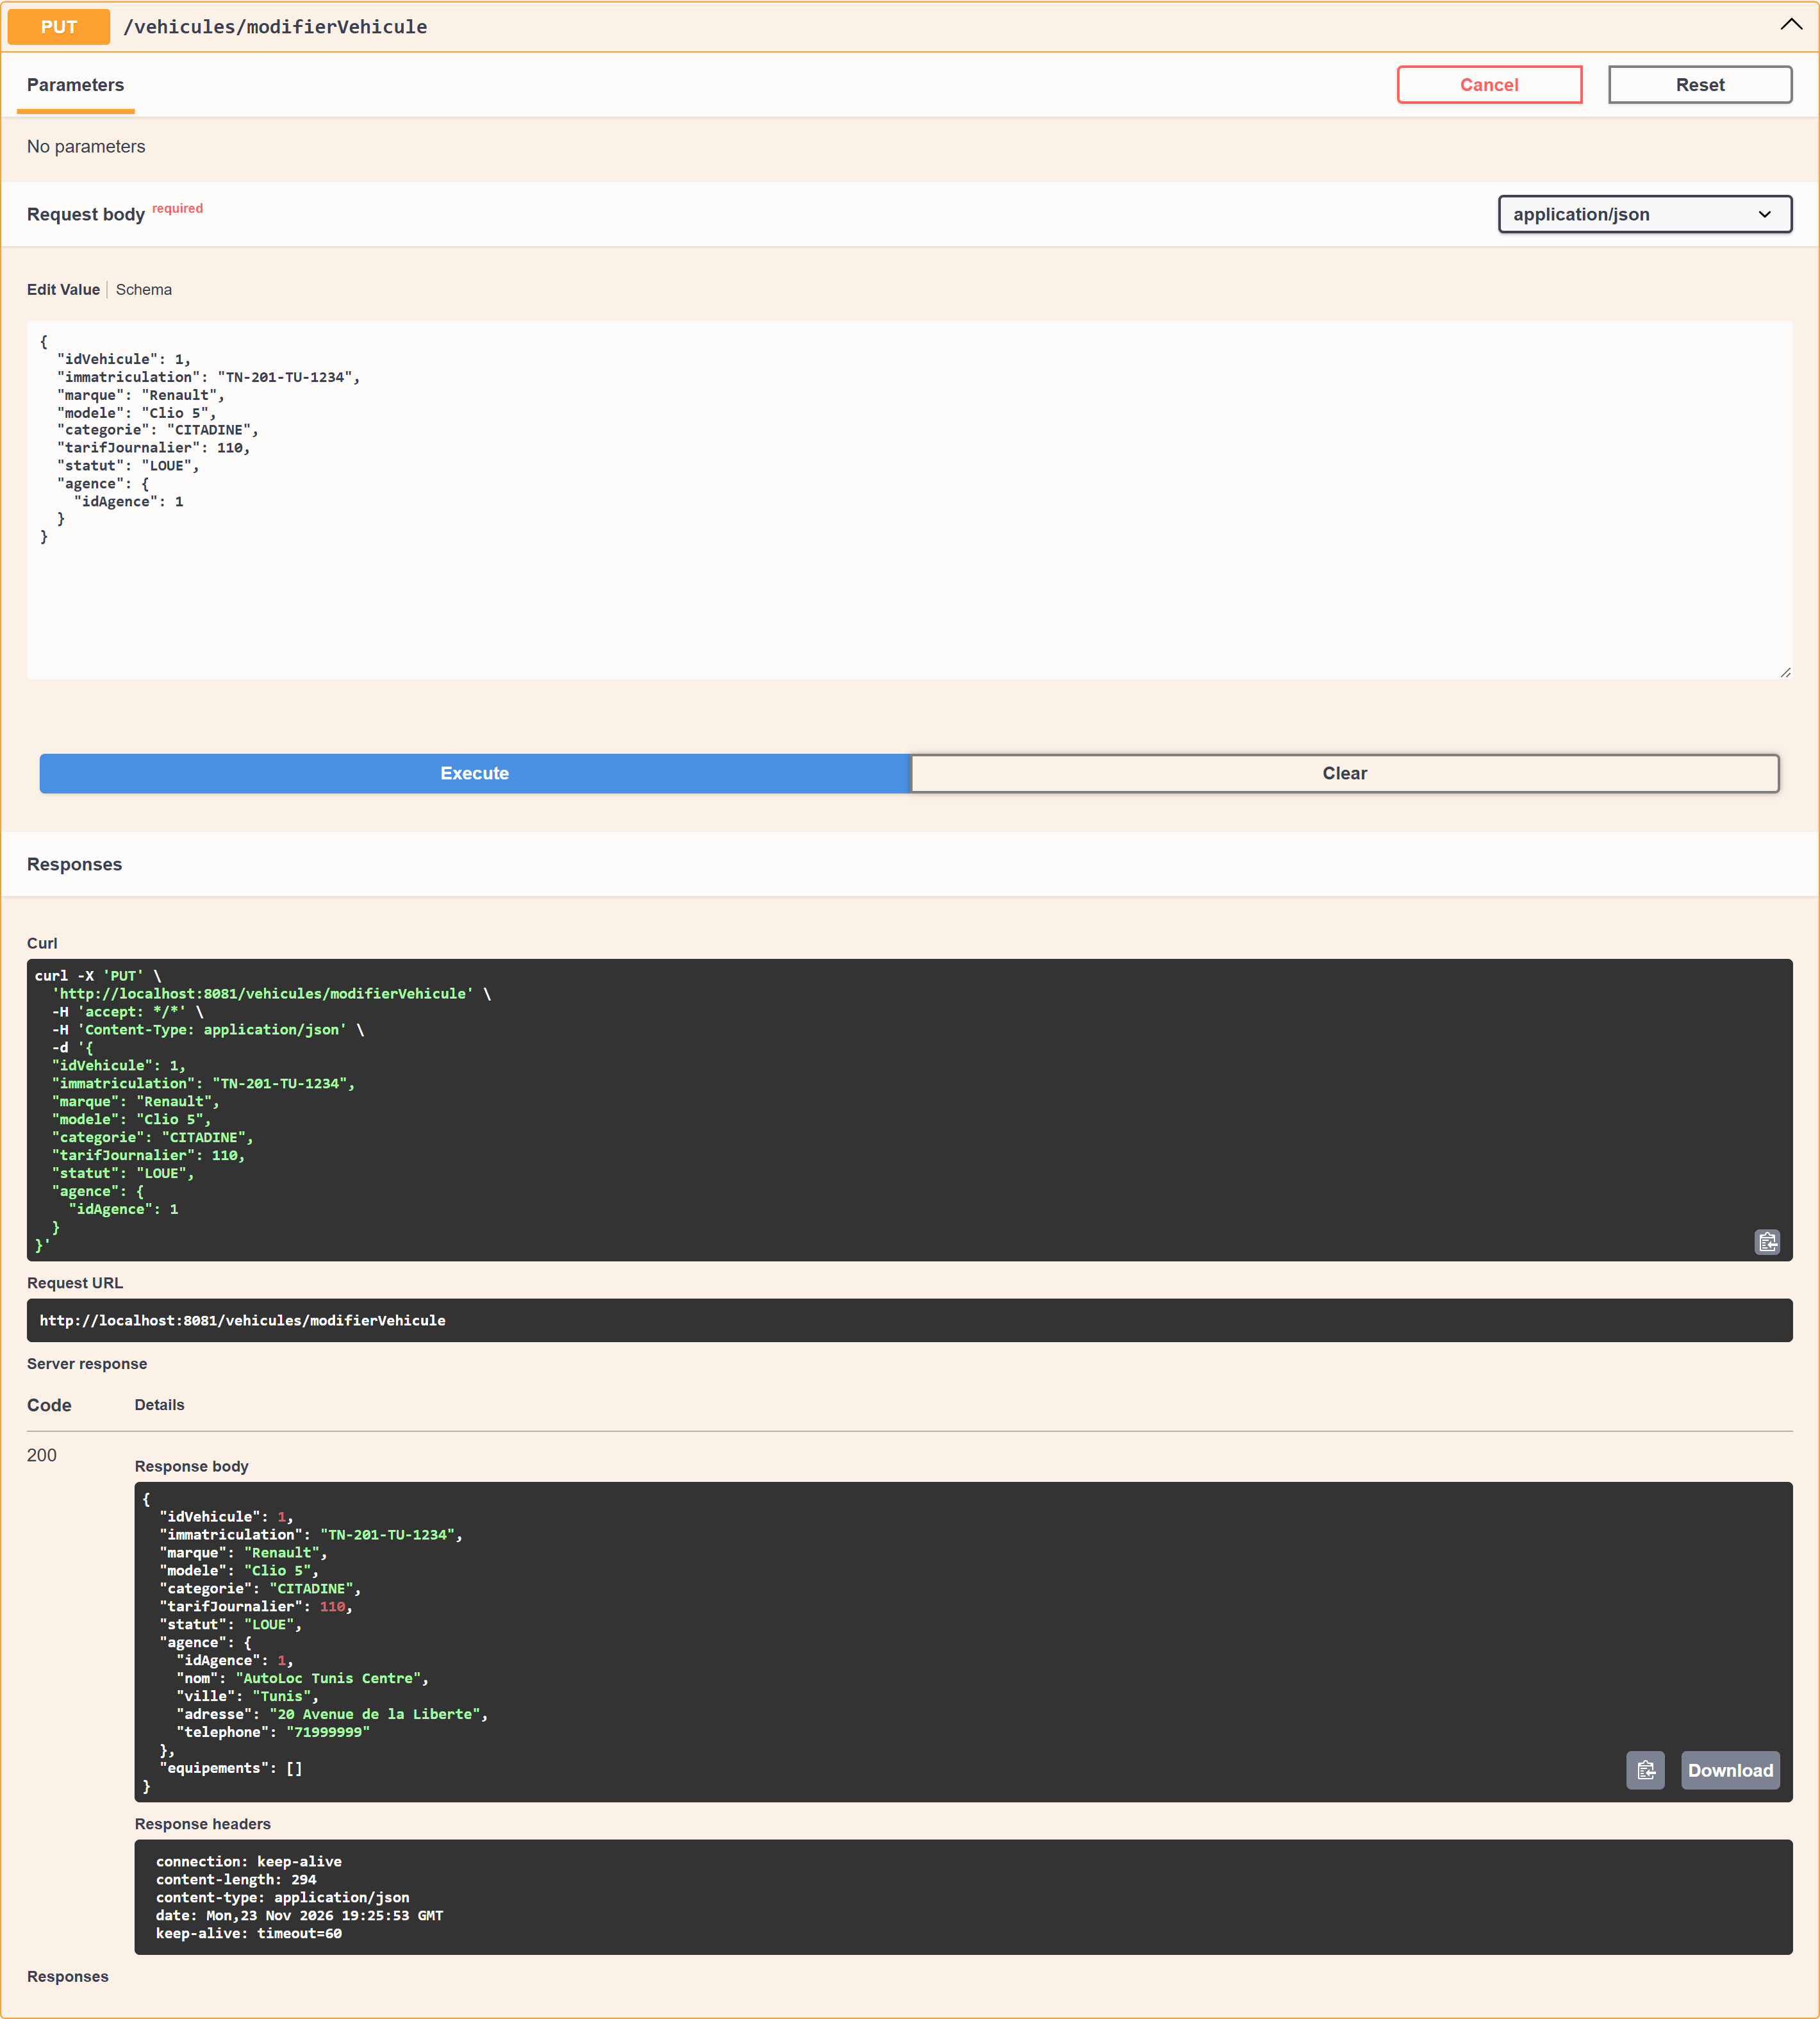 PUT /vehicules/modifierVehicule
Parameters
Cancel
Reset
No parameters
Request body required
application/json
Edit Value | Schema
{
  "idVehicule": 1,
  "immatriculation": "TN-201-TU-1234",
  "marque": "Renault",
  "modele": "Clio 5",
  "categorie": "CITADINE",
  "tarifJournalier": 110,
  "statut": "LOUE",
  "agence": {
    "idAgence": 1
  }
}
Execute
Clear
Responses
Curl
curl -X 'PUT' \
  'http://localhost:8081/vehicules/modifierVehicule' \
  -H 'accept: */*' \
  -H 'Content-Type: application/json' \
  -d '{
  "idVehicule": 1,
  "immatriculation": "TN-201-TU-1234",
  "marque": "Renault",
  "modele": "Clio 5",
  "categorie": "CITADINE",
  "tarifJournalier": 110,
  "statut": "LOUE",
  "agence": {
    "idAgence": 1
  }
}'
Request URL
http://localhost:8081/vehicules/modifierVehicule
Server response
Code
Details
200
Response body
{
  "idVehicule": 1,
  "immatriculation": "TN-201-TU-1234",
  "marque": "Renault",
  "modele": "Clio 5",
  "categorie": "CITADINE",
  "tarifJournalier": 110,
  "statut": "LOUE",
  "agence": {
    "idAgence": 1,
    "nom": "AutoLoc Tunis Centre",
    "ville": "Tunis",
    "adresse": "20 Avenue de la Liberte",
    "telephone": "71999999"
  },
  "equipements": []
}
Download
Response headers
connection: keep-alive
content-length: 294
content-type: application/json
date: Mon,23 Nov 2026 19:25:53 GMT
keep-alive: timeout=60
Responses